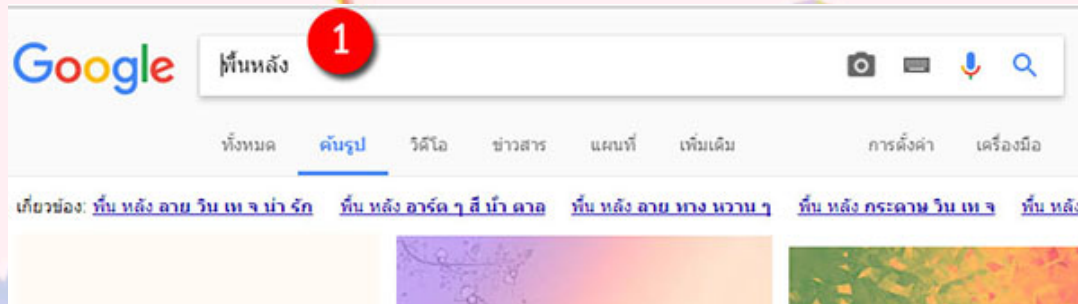 Google พื้นหลัง 1
ทั้งหมด ค้นรูป วิดีโอ ข่าวสาร แผนที่ เพิ่มเติม การตั้งค่า เครื่องมือ
เกี่ยวข้อง: พื้น หลัง ลาย วิน เท จ น่า รัก พื้น หลัง อาร์ต ๆ สี น้ำ ตาล พื้น หลัง ลาย ทาง หวาน ๆ พื้น หลัง กระดาษ วิน เท จ พื้น หลัง